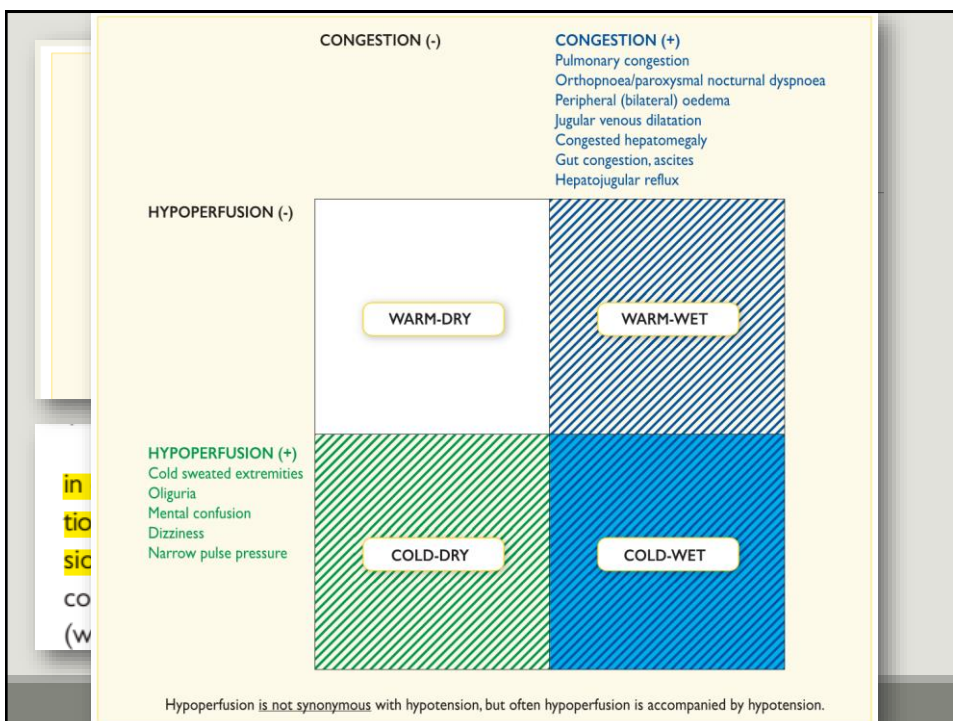 CONGESTION (-)
CONGESTION (+)
Pulmonary congestion
Orthopnoea/paroxysmal nocturnal dyspnoea
Peripheral (bilateral) oedema
Jugular venous dilatation
Congested hepatomegaly
Gut congestion, ascites
Hepatojugular reflux
HYPOPERFUSION (-)
WARM-DRY
WARM-WET
HYPOPERFUSION (+)
Cold sweated extremities
Oliguria
Mental confusion
Dizziness
Narrow pulse pressure
COLD-DRY
COLD-WET
in
Hypoperfusion is not synonymous with hypotension, but often hypoperfusion is accompanied by hypotension.